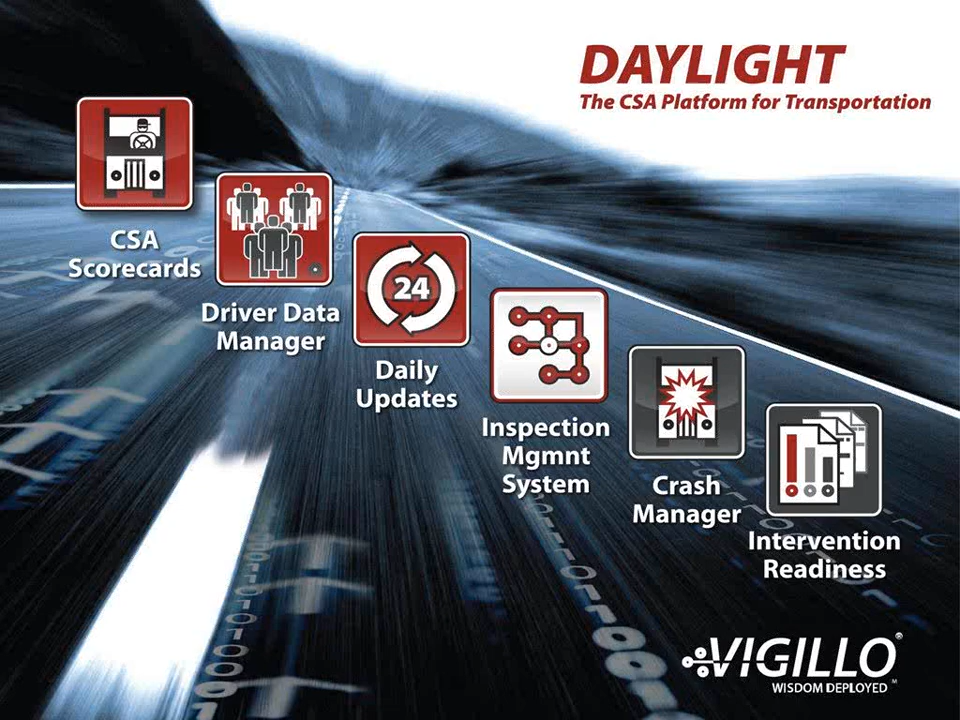 DAYLIGHT
The CSA Platform for Transportation
CSA
Scorecards
Driver Data
Manager
24
Daily
Updates
Inspection
Mgmnt
System
Crash
Manager
Intervention
Readiness
VIGILLO®
WISDOM DEPLOYED™